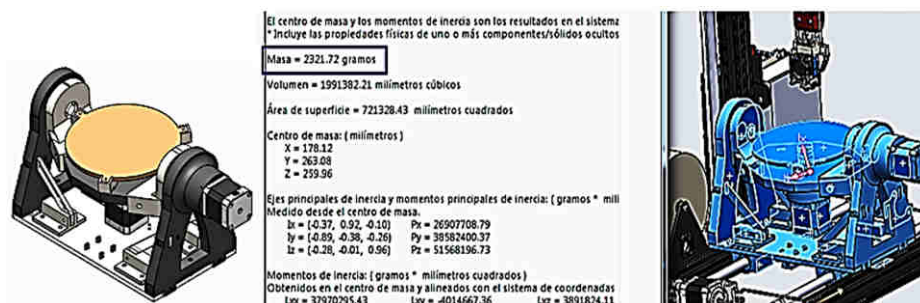 El centro de masa y los momentos de inercia son los resultados en el sistema
* Incluye las propiedades físicas de uno o más componentes/sólidos ocultos
Masa = 2321.72 gramos
Volumen = 1991382.21 milímetros cúbicos
Área de superficie = 721328.43 milímetros cuadrados
Centro de masa: ( milímetros )
X = 178.12
Y = 263.08
Z = 259.96
Ejes principales de inercia y momentos principales de inercia: ( gramos * mili
Medido desde el centro de masa.
Ix = (-0.37, 0.92, -0.10) Px = 26907708.79
Iy = (-0.89, -0.38, -0.26) Py = 38582400.37
Iz = (-0.28, -0.01, 0.96) Pz = 51568196.73
Momentos de inercia: ( gramos * milímetros cuadrados )
Obtenidos en el centro de masa y alineados con el sistema de coordenadas
Lxx = 37970295.43 Lxy = -4014667.36 Lxz = 3891824.11